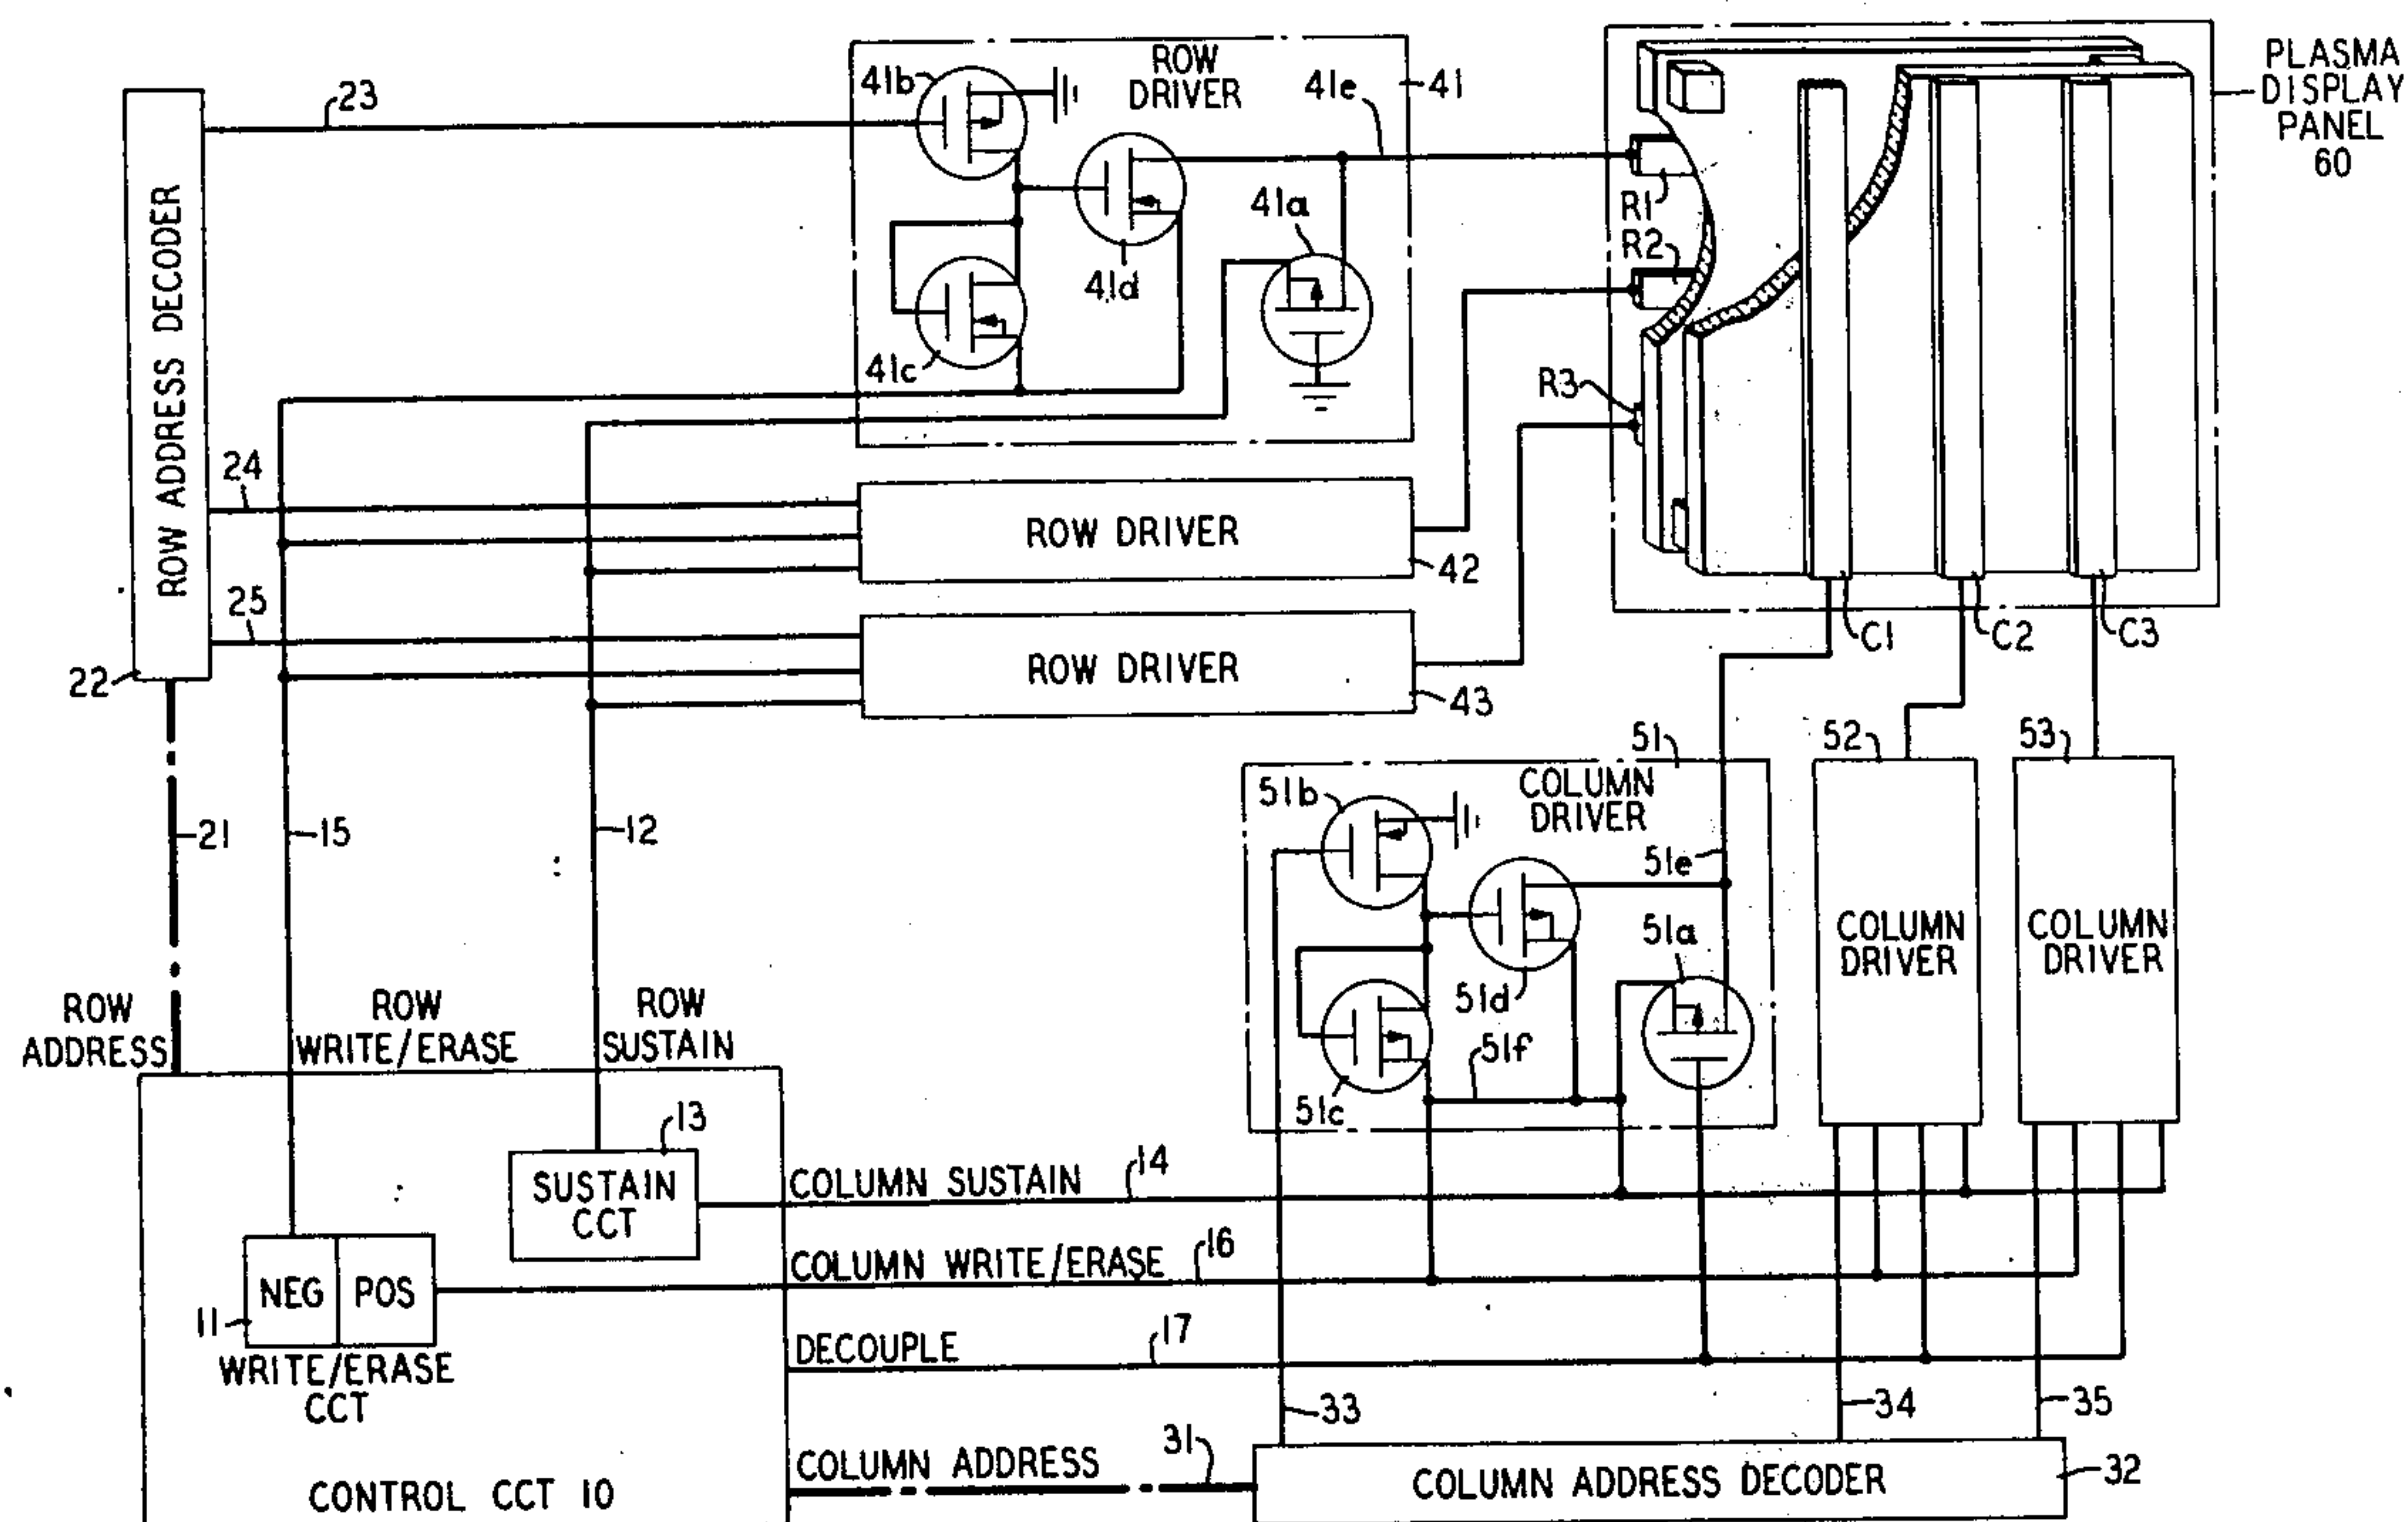 PLASMA
DISPLAY
PANEL
60
ROW
DRIVER
41b
41e
41
23
R1
41a
R2
41d
ROW ADDRESS DECODER
41c
R3
24
ROW DRIVER
42
25
C1
C2
C3
22
ROW DRIVER
43
51
52
53
COLUMN
DRIVER
51b
21
15
12
51e
51a
COLUMN
DRIVER
COLUMN
DRIVER
51d
ROW
ADDRESS
ROW
WRITE/ERASE
ROW
SUSTAIN
51f
51c
13
SUSTAIN
CCT
COLUMN SUSTAIN
14
NEG
POS
COLUMN WRITE/ERASE
16
11
WRITE/ERASE
CCT
DECOUPLE
17
33
34
35
COLUMN ADDRESS
31
CONTROL CCT 10
COLUMN ADDRESS DECODER
32